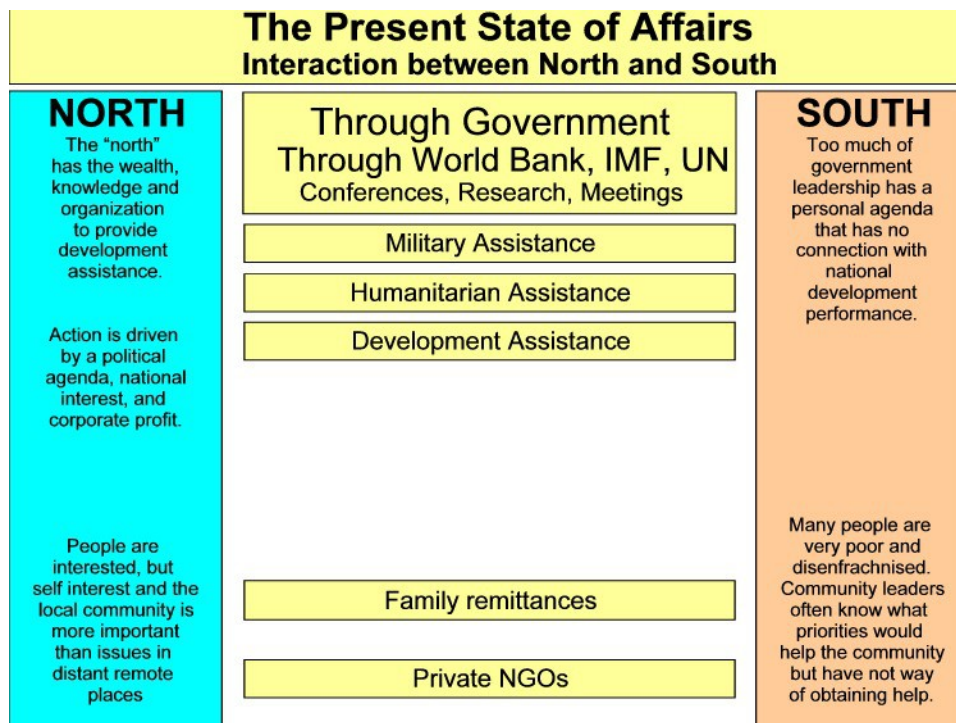 The Present State of Affairs
Interaction between North and South
NORTH
The “north”
has the wealth,
knowledge and
organization
to provide
development
assistance.
Action is driven
by a political
agenda, national
interest, and
corporate profit.
People are
interested, but
self interest and the
local community is
more important
than issues in
distant remote
places
Through Government
Through World Bank, IMF, UN
Conferences, Research, Meetings
Military Assistance
Humanitarian Assistance
Development Assistance
Family remittances
Private NGOs
SOUTH
Too much of
government
leadership has a
personal agenda
that has no
connection with
national
development
performance.
Many people are
very poor and
disenfrachnised.
Community leaders
often know what
priorities would
help the community
but have not way
of obtaining help.